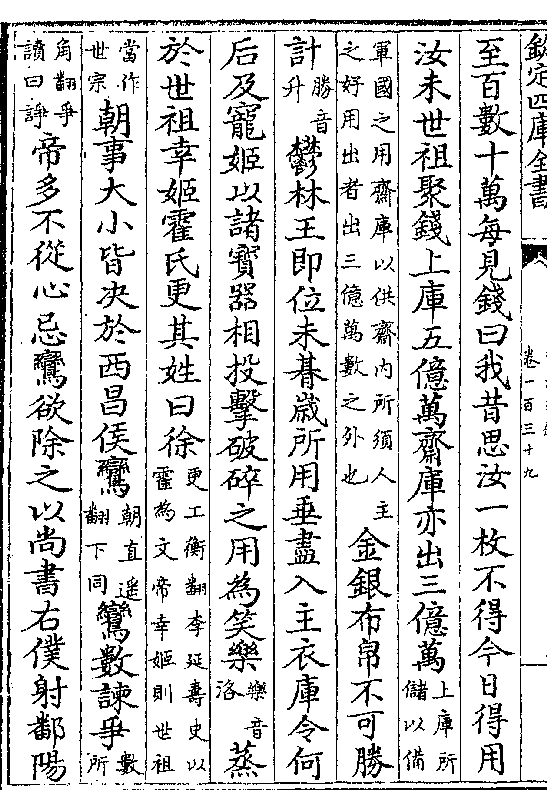 欽定四庫全書
卷一百三十九
至百數十萬每見錢曰我昔思汝一枚不得今日得用
汝未世祖聚錢上庫五億萬齋庫亦出三億萬上庫所儲以備
軍國之用齋庫以供齋內所須人主之好用出者出三億萬數之外也金銀布帛不可勝
計勝音升鬱林王即位未朞歲所用垂盡入主衣庫令何
后及寵姬以諸寶器相投擊破碎之用為笑樂樂音洛蒸
於世祖幸姬霍氏更其姓曰徐更工衡翻李延壽史以霍為文帝幸姬則世祖
當作世宗朝事大小皆决於西昌侯鸞朝直遥翻下同鸞數諫爭數所
角翻爭讀曰諍帝多不從心忌鸞欲除之以尚書右僕射鄱陽